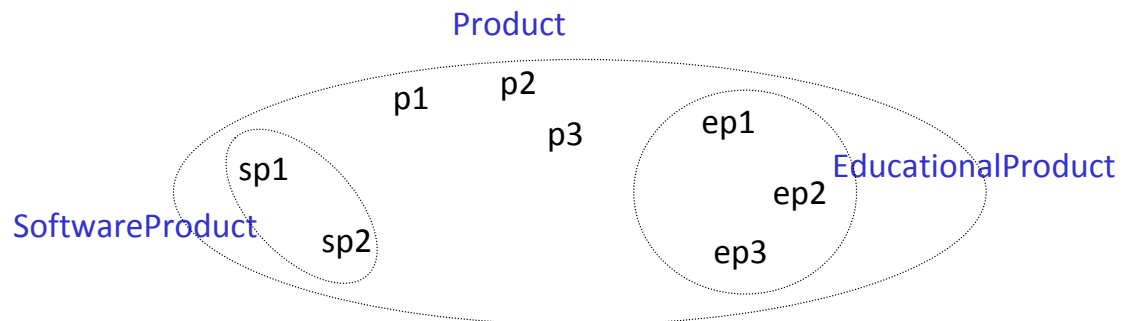 Product
p1
p2
p3
ep1
sp1
EducationalProduct
ep2
SoftwareProduct
sp2
ep3